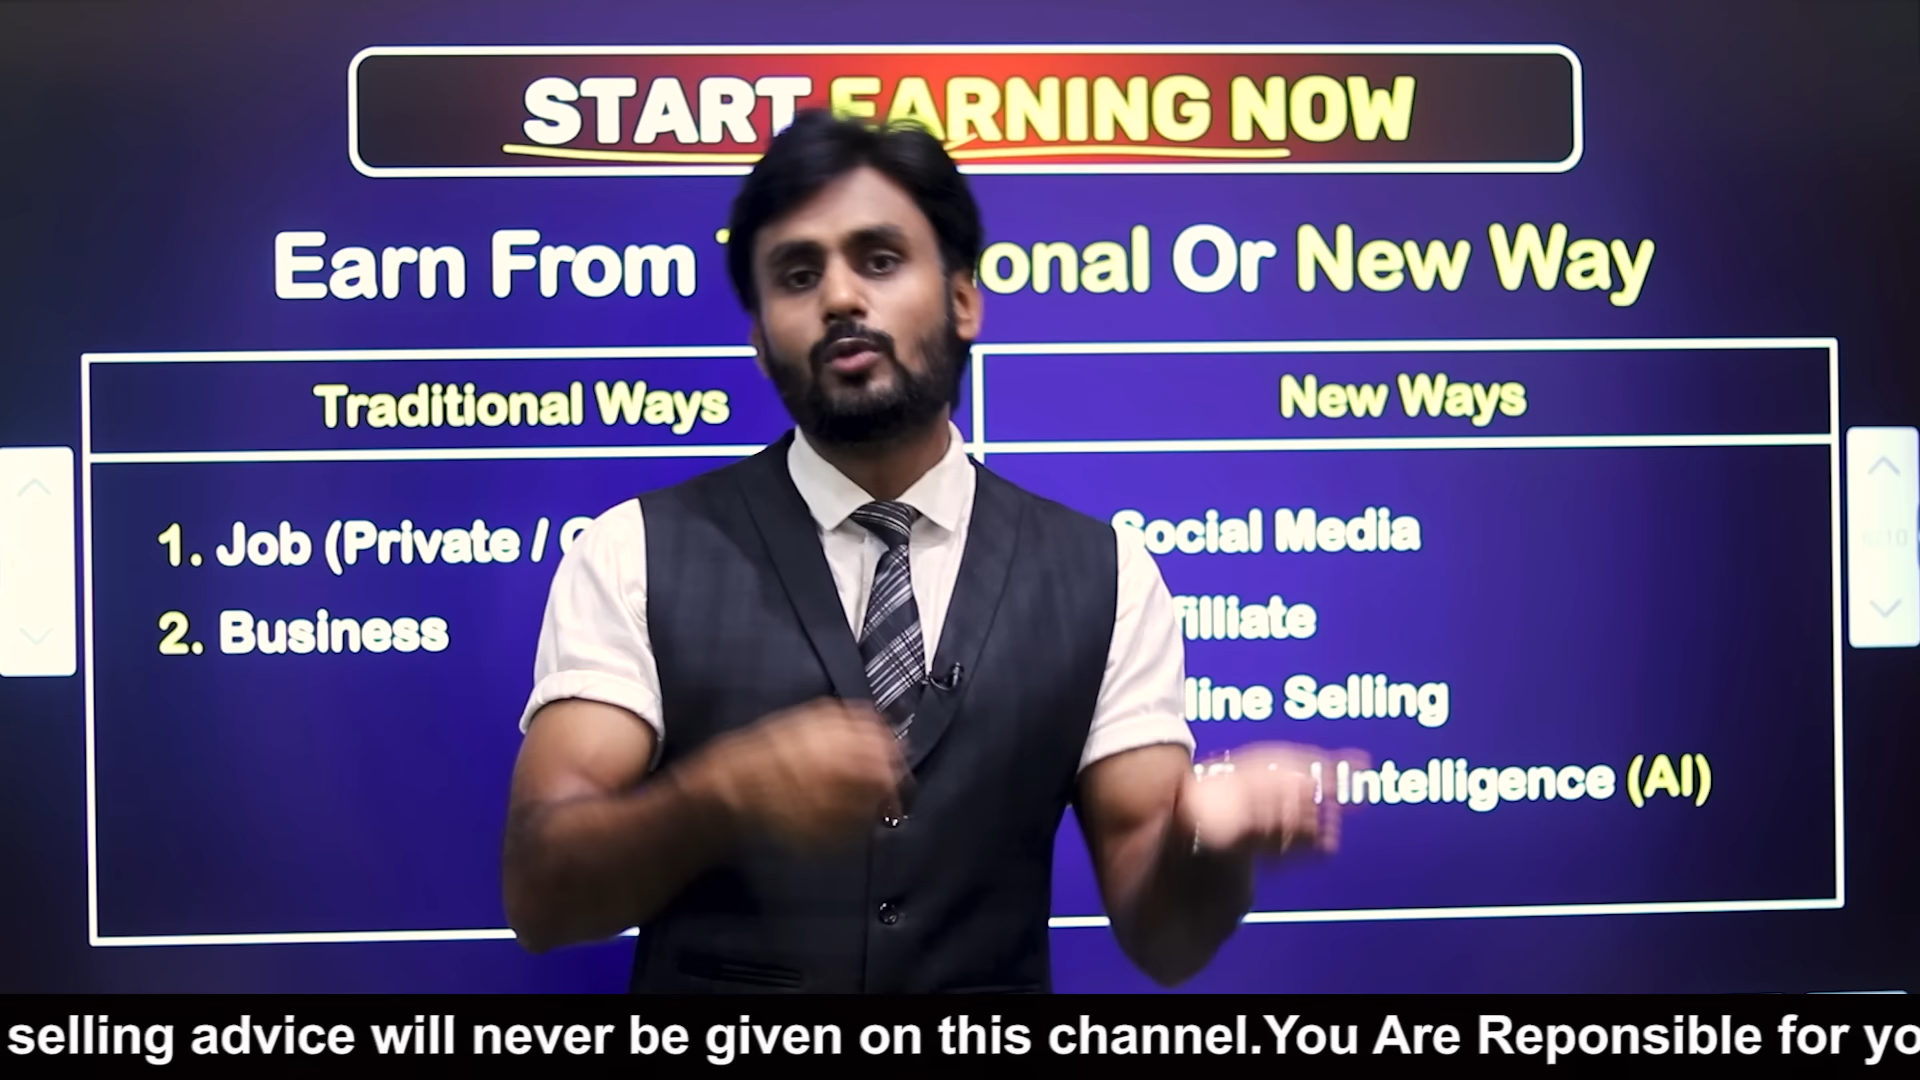 START EARNING NOW
Earn From onal Or New Way
Traditional Ways
New Ways
1. Job (Private /
2. Business
Social Media
filliate
line Selling
Intelligence (AI)
selling advice will never be given on this channel.You Are Reponsible for yo